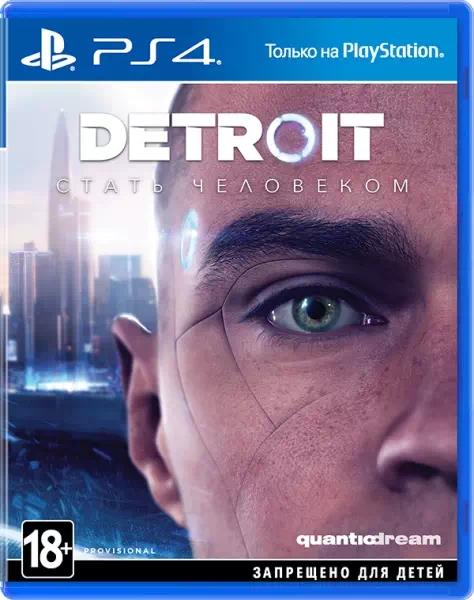 PS4
Только на PlayStation®
DETROIT
СТАТЬ ЧЕЛОВЕКОМ
18+
PROVISIONAL
quanticdream
ЗАПРЕЩЕНО ДЛЯ ДЕТЕЙ